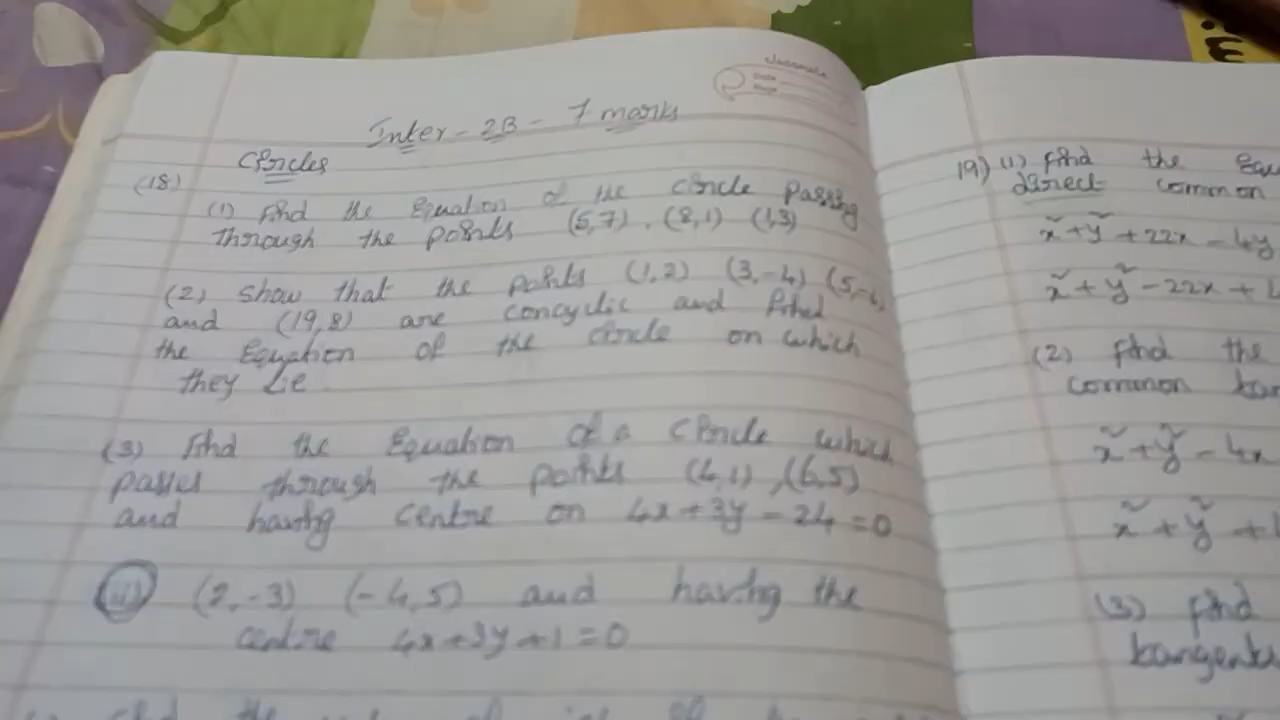 classmate
Date
Page
Inter - 2B - 7 marks
Circles
(18)
(1) Find the Equation of the circle passing
through the points (5,7), (8,1) (1,3)
(2) show that the points (1,2) (3,-4) (5,-6)
and (19,8) are concyclic and find
the Equation of the circle on which
they lie
(3) Find the Equation of a circle which
passes through the points (4,1), (6,5)
and having centre on 4x+3y-24=0
(2,-3) (-4,5) and having the
centre 4x+3y+1=0
19) (1) Find the
direct common
x²+y²+22x-4y
x²+y²-22x+
(2) Find the
common
x²+y²-4x
x²+y²+
(3) Find
tangents